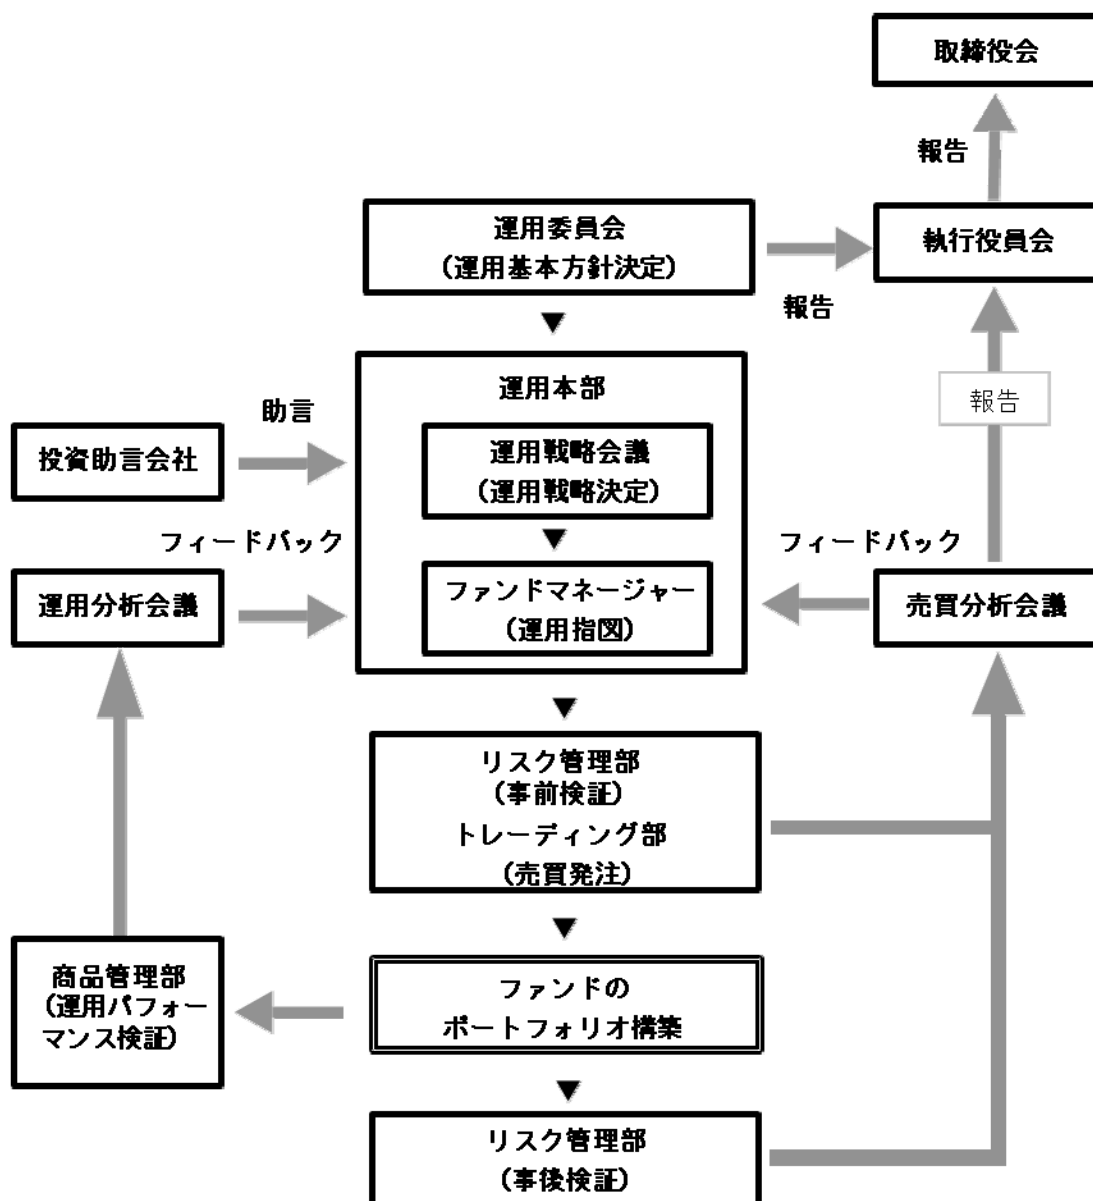 取締役会
報告
運用委員会
(運用基本方針決定)
執行役員会
報告
運用本部
報告
助言
投資助言会社
運用戦略会議
(運用戦略決定)
フィードバック
フィードバック
運用分析会議
ファンドマネージャー
(運用指図)
売買分析会議
リスク管理部
(事前検証)
トレーディング部
(売買発注)
商品管理部
(運用パフォー
マンス検証)
ファンドの
ポートフォリオ構築
リスク管理部
(事後検証)